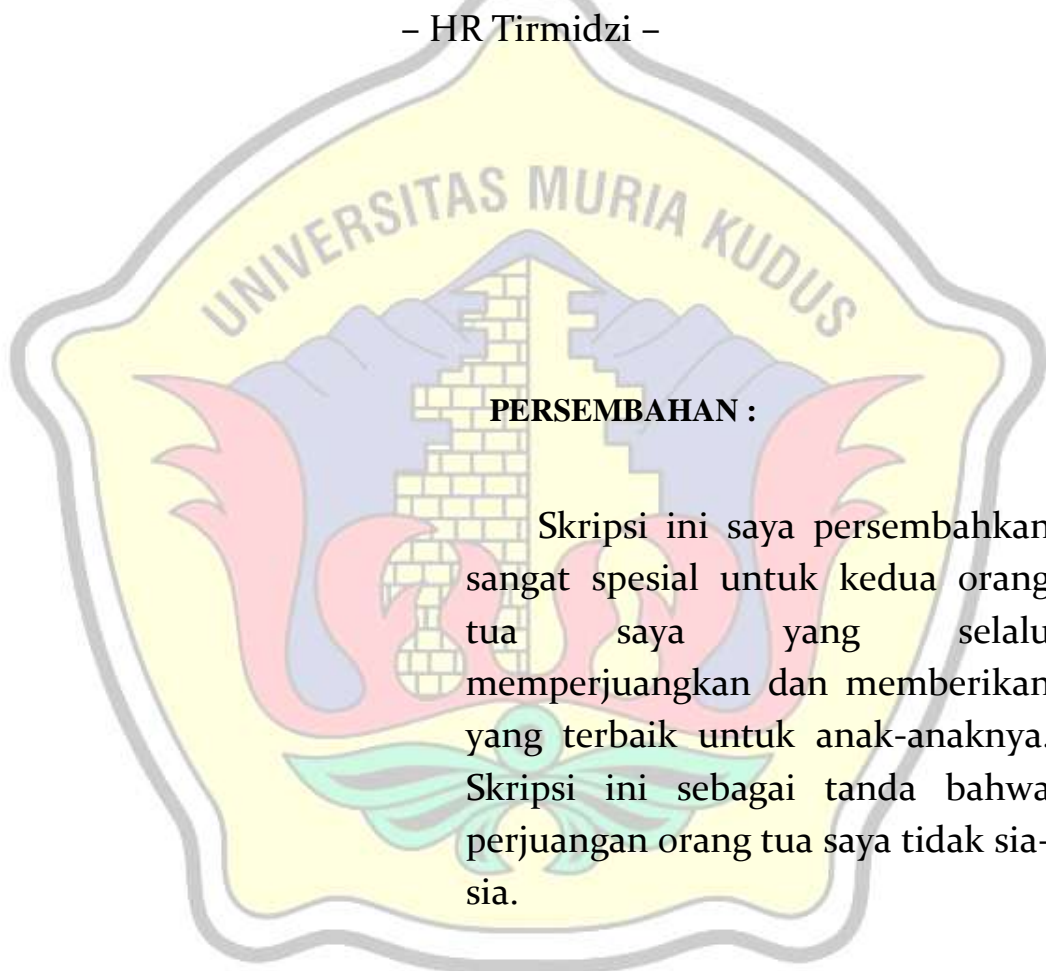 – HR Tirmidzi –
UNIVERSITAS MURIA KUDUS
PERSEMBAHAN :
Skripsi ini saya persembahkan
sangat spesial untuk kedua orang
tua saya yang selalu
memperjuangkan dan memberikan
yang terbaik untuk anak-anaknya.
Skripsi ini sebagai tanda bahwa
perjuangan orang tua saya tidak sia-
sia.